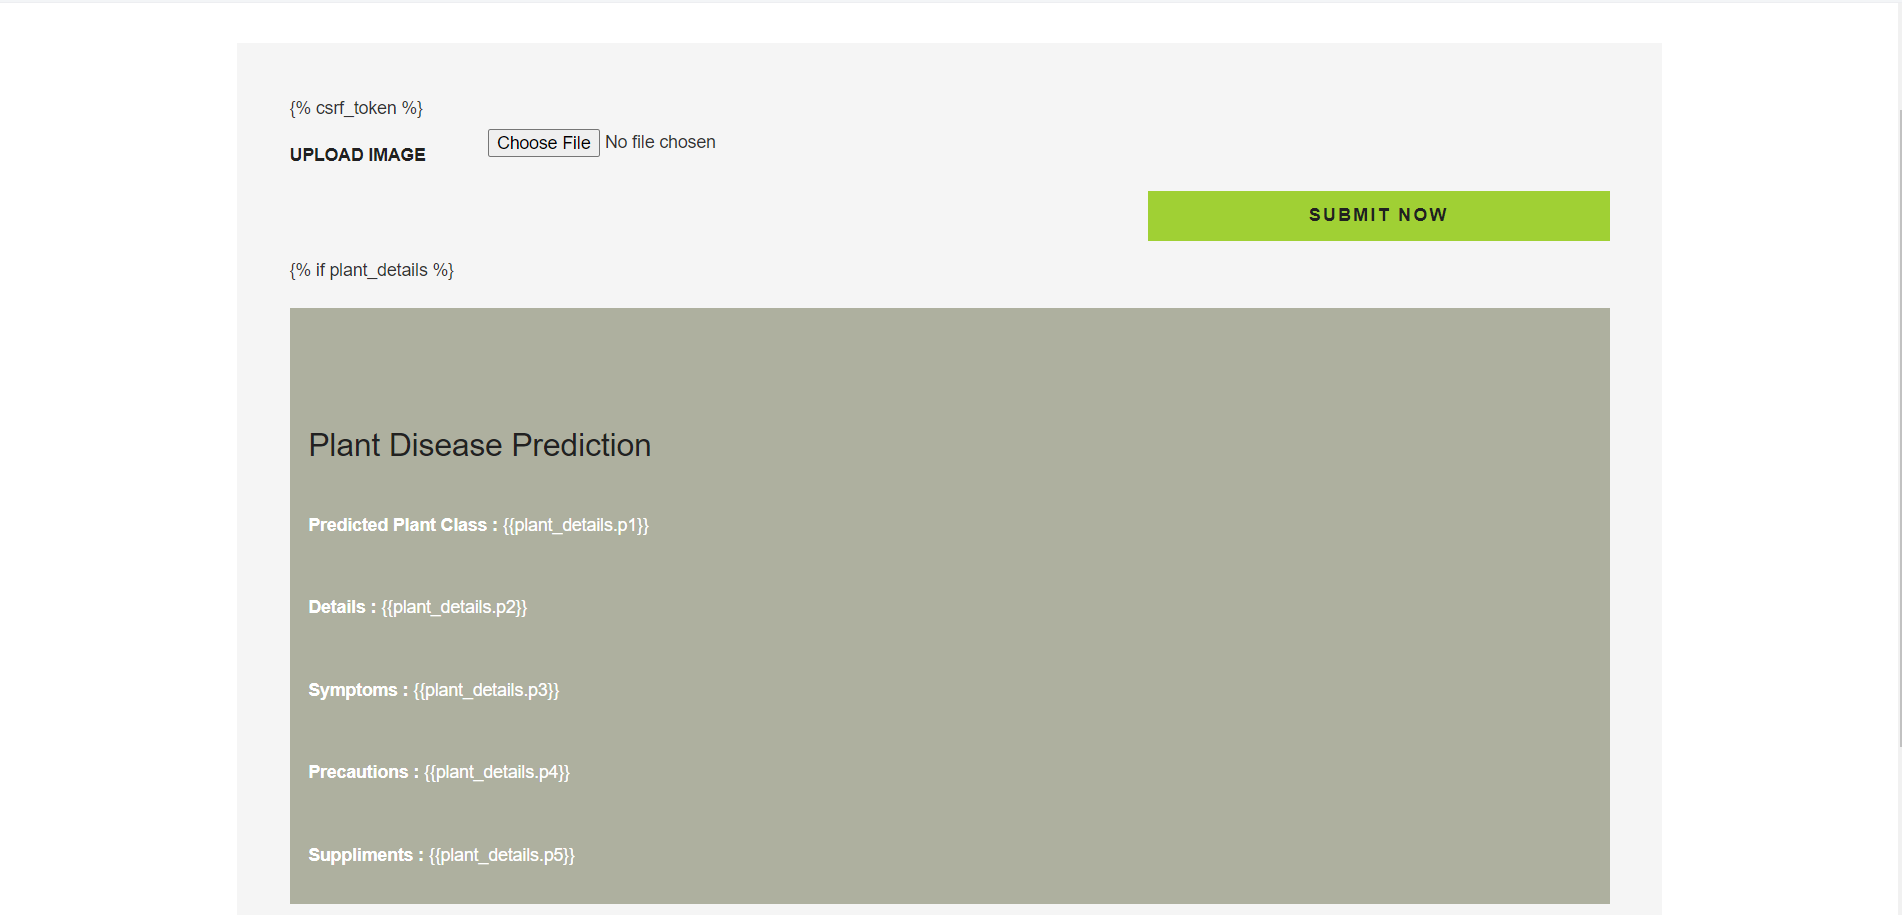 {% csrf_token %}
UPLOAD IMAGE
Choose File No file chosen
SUBMIT NOW
{% if plant_details %}
Plant Disease Prediction
Predicted Plant Class : {{plant_details.p1}}
Details : {{plant_details.p2}}
Symptoms : {{plant_details.p3}}
Precautions : {{plant_details.p4}}
Suppliments : {{plant_details.p5}}